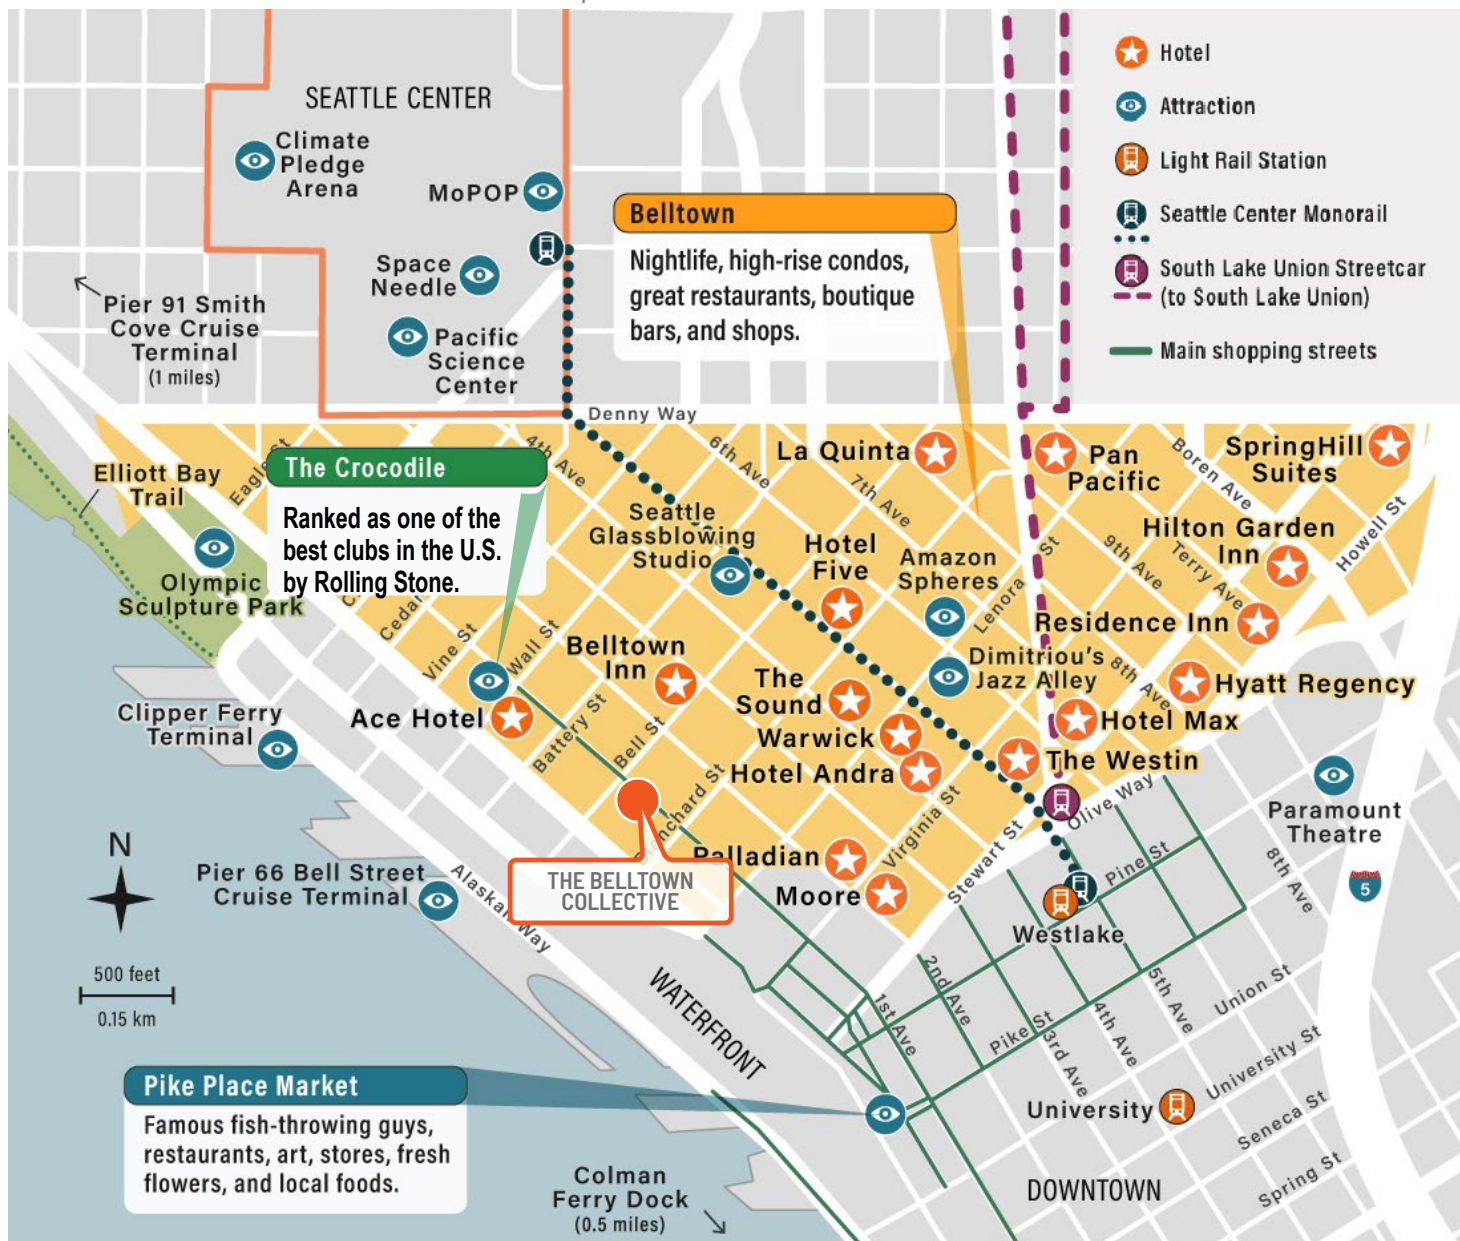 SEATTLE CENTER
Climate
Pledge
Arena
MoPOP
Space
Needle
Pacific
Science
Center
Pier 91 Smith
Cove Cruise
Terminal
(1 miles)
Hotel
Attraction
Light Rail Station
Seattle Center Monorail
South Lake Union Streetcar
(to South Lake Union)
Main shopping streets
Belltown
Nightlife, high-rise condos,
great restaurants, boutique
bars, and shops.
Denny Way
4th Ave
6th Ave
7th Ave
La Quinta
Pan
Pacific
Boren Ave
SpringHill
Suites
Howell St
Elliott Bay
Trail
The Crocodile
Ranked as one of the
best clubs in the U.S.
by Rolling Stone.
Seattle
Glassblowing
Studio
Hotel
Five
Amazon
Spheres
Lenora St
9th Ave
Terry Ave
Hilton Garden
Inn
Olympic
Sculpture Park
Vine St
Wall St
Belltown
Inn
Residence Inn
Dimitriou's
Jazz Alley
8th Ave
Hyatt Regency
The
Sound
Hotel Max
Ace Hotel
Battery St
Bell St
Warwick
The Westin
Hotel Andra
Clipper Ferry
Terminal
Virginia St
Olive Way
Paramount
Theatre
N
500 feet
0.15 km
Pier 66 Bell Street
Cruise Terminal
Alaskan Way
THE BELLTOWN
COLLECTIVE
Palladian
Moore
Stewart St
Pine St
8th Ave
5
Westlake
WATERFRONT
1st Ave
2nd Ave
Pike St
3rd Ave
4th Ave
5th Ave
Union St
University St
Seneca St
Spring St
University
Pike Place Market
Famous fish-throwing guys,
restaurants, art, stores, fresh
flowers, and local foods.
Colman
Ferry Dock
(0.5 miles)
DOWNTOWN